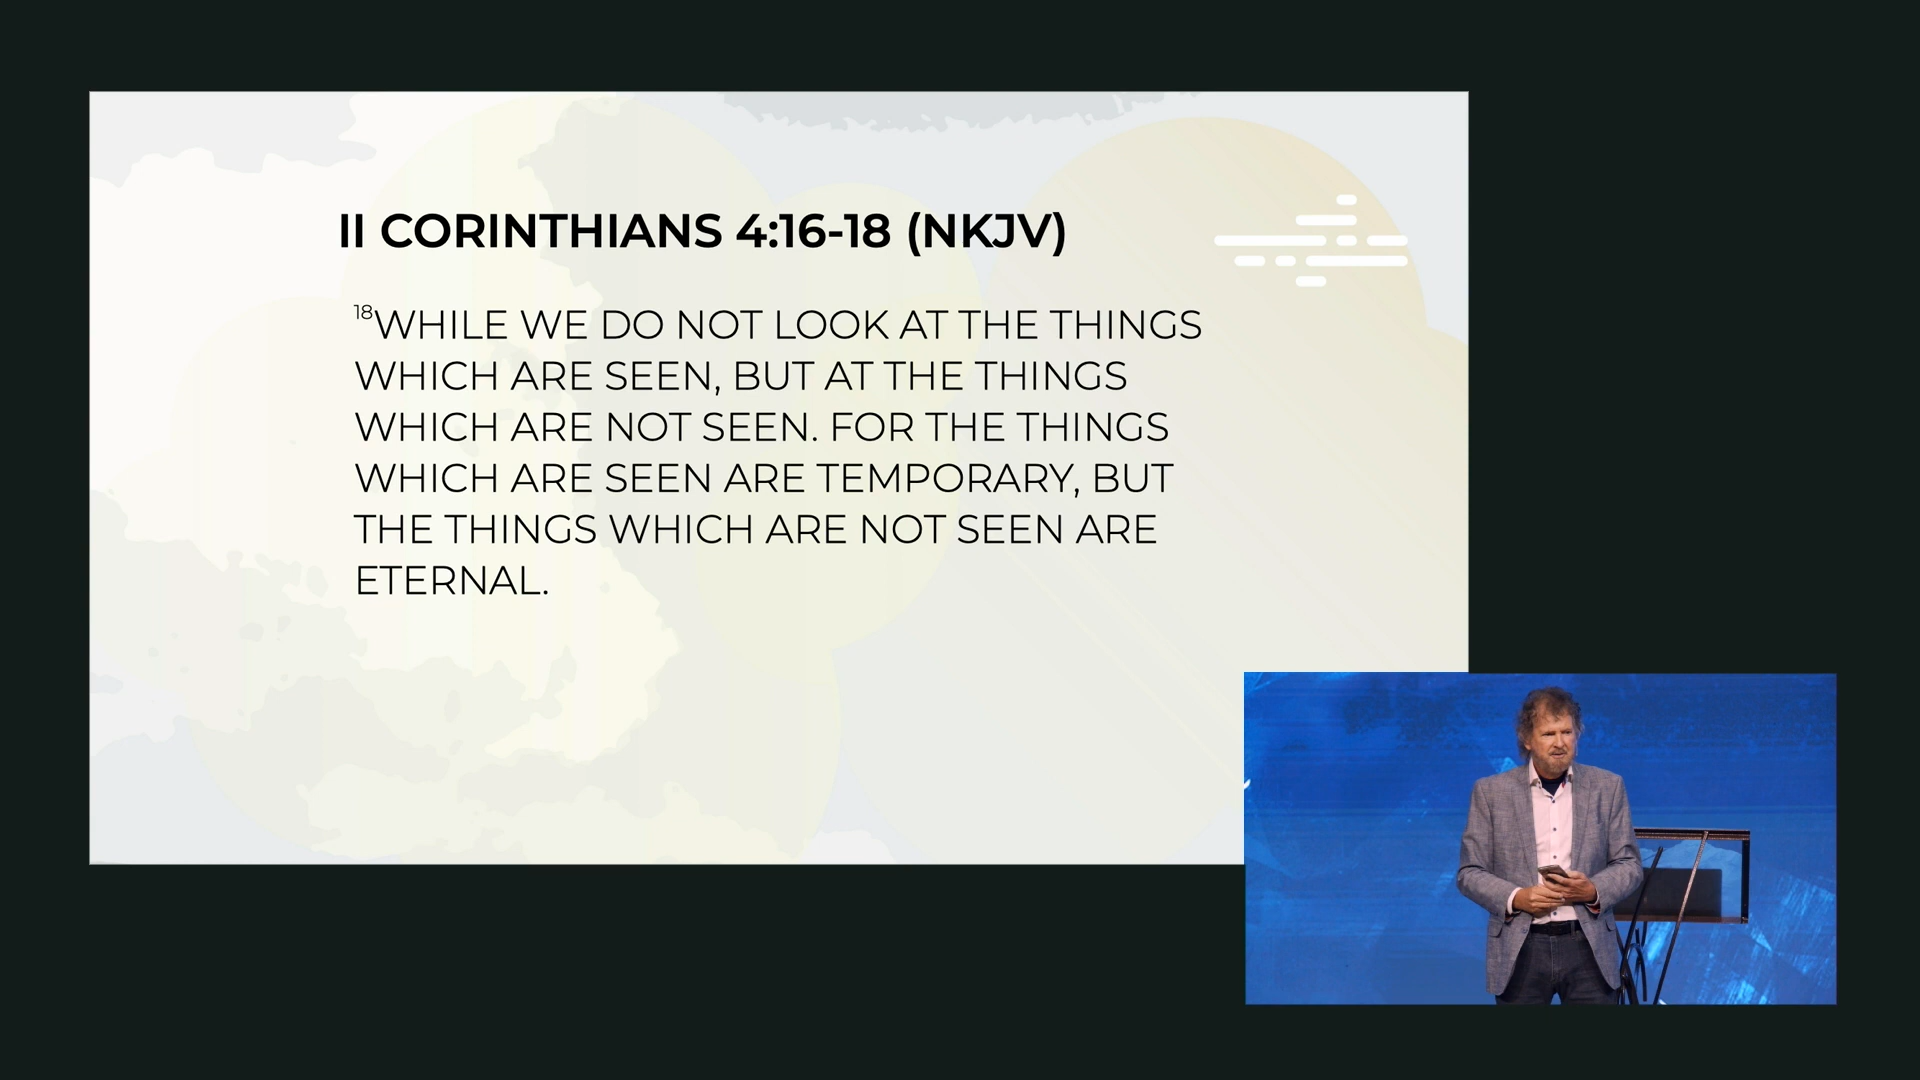 II CORINTHIANS 4:16-18 (NKJV)
18WHILE WE DO NOT LOOK AT THE THINGS
WHICH ARE SEEN, BUT AT THE THINGS
WHICH ARE NOT SEEN. FOR THE THINGS
WHICH ARE SEEN ARE TEMPORARY, BUT
THE THINGS WHICH ARE NOT SEEN ARE
ETERNAL.